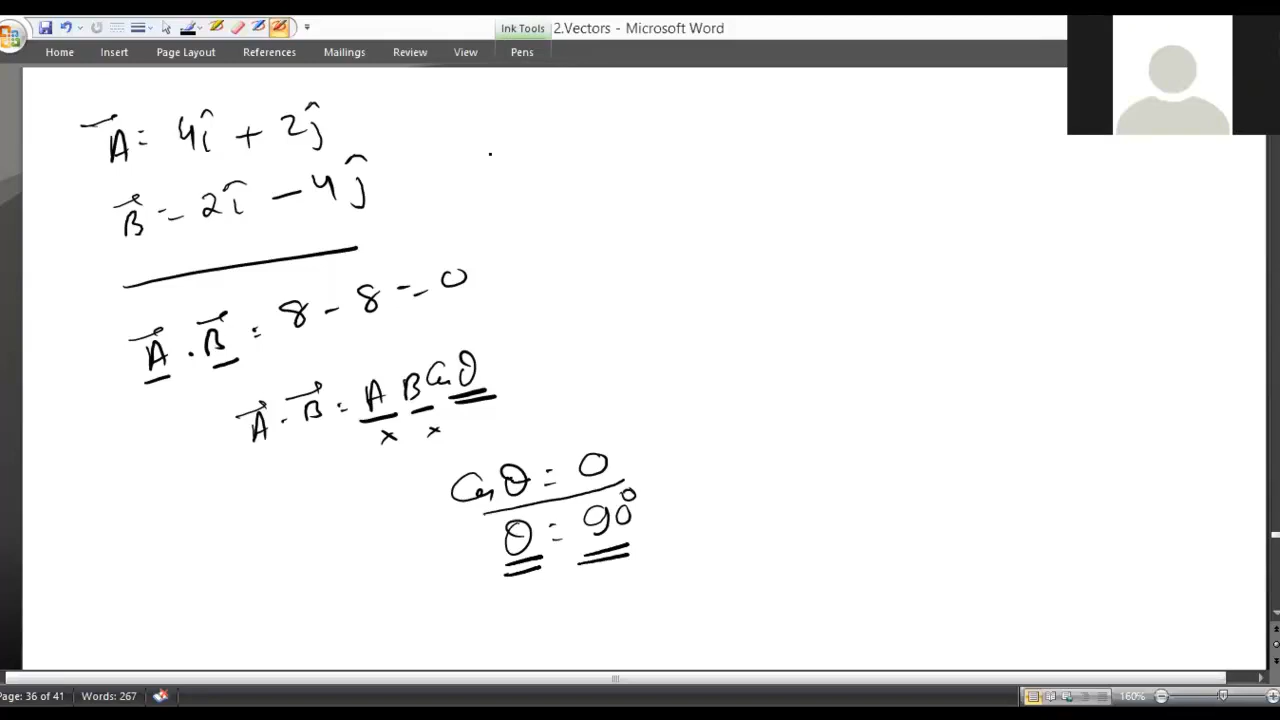 Ink Tools 2.Vectors - Microsoft Word
Home Insert Page Layout References Mailings Review View Pens
A⃗ = 4î + 2ĵ
B⃗ = 2î - 4ĵ
A⃗ . B⃗ = 8 - 8 = 0
A⃗ . B⃗ = A B Cos θ
x x
Cos θ = 0
θ = 90°
Page: 36 of 41 Words: 267 160%